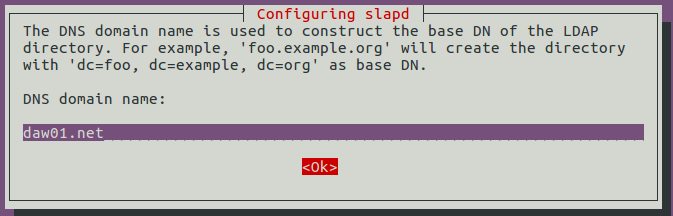 Configuring slapd
The DNS domain name is used to construct the base DN of the LDAP
directory. For example, 'foo.example.org' will create the directory
with 'dc=foo, dc=example, dc=org' as base DN.
DNS domain name:
daw01.net
<Ok>